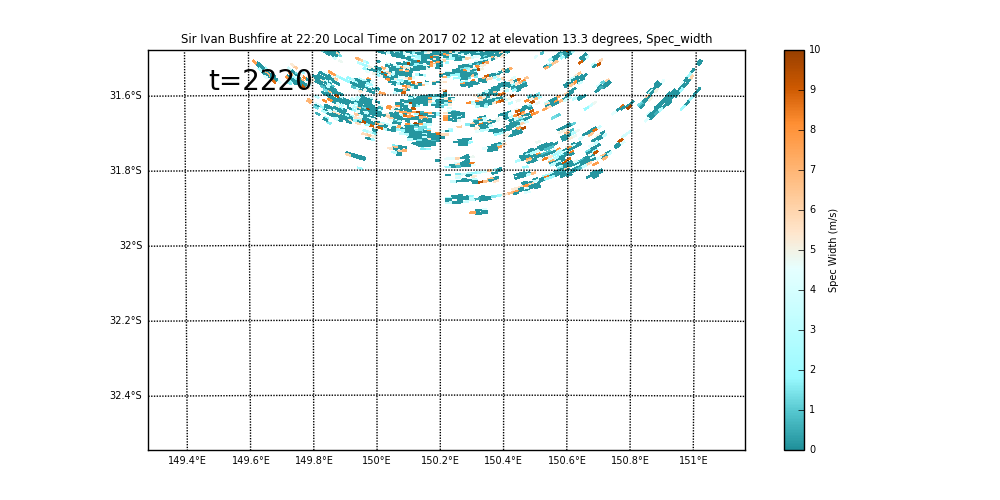 Sir Ivan Bushfire at 22:20 Local Time on 2017 02 12 at elevation 13.3 degrees, Spec_width
t=2220
31.6°S
31.8°S
32°S
32.2°S
32.4°S
149.4°E 149.6°E 149.8°E 150°E 150.2°E 150.4°E 150.6°E 150.8°E 151°E
10
9
8
7
6
5
4
3
2
1
0
Spec Width (m/s)